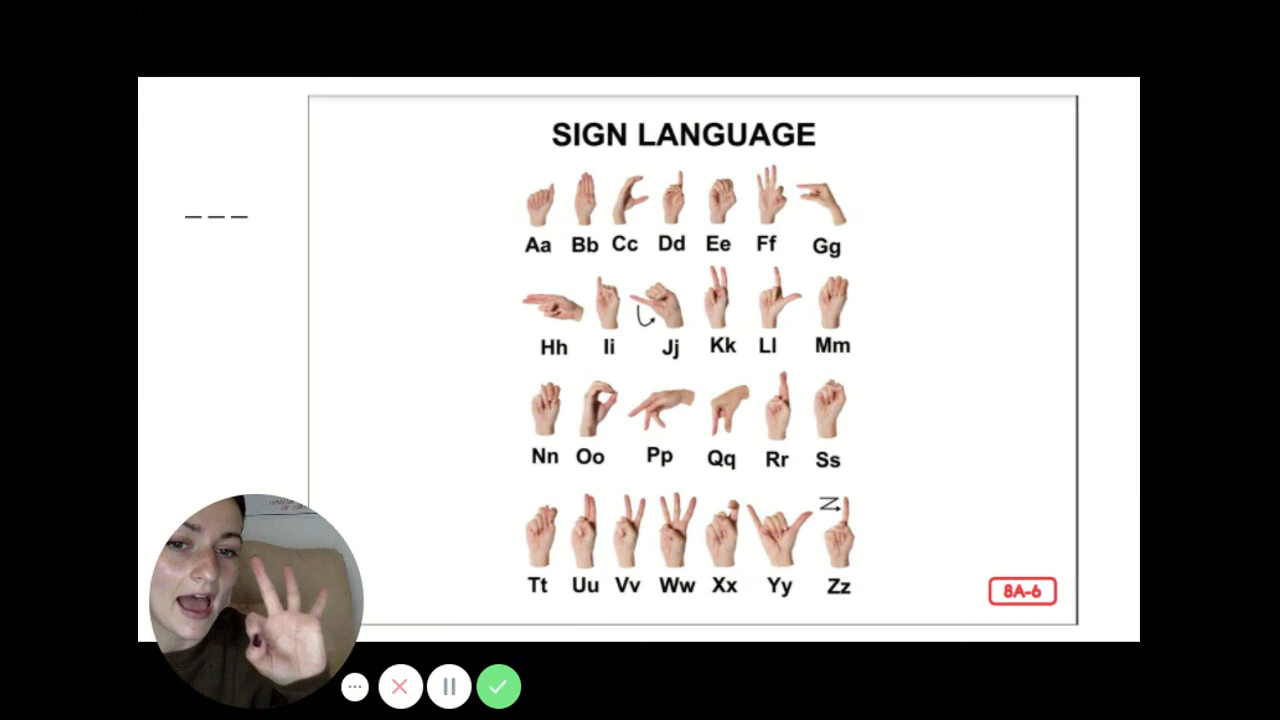 SIGN LANGUAGE
Aa Bb Cc Dd Ee Ff Gg
Hh Ii Jj Kk Ll Mm
Nn Oo Pp Qq Rr Ss
Tt Uu Vv Ww Xx Yy Zz
8A-6